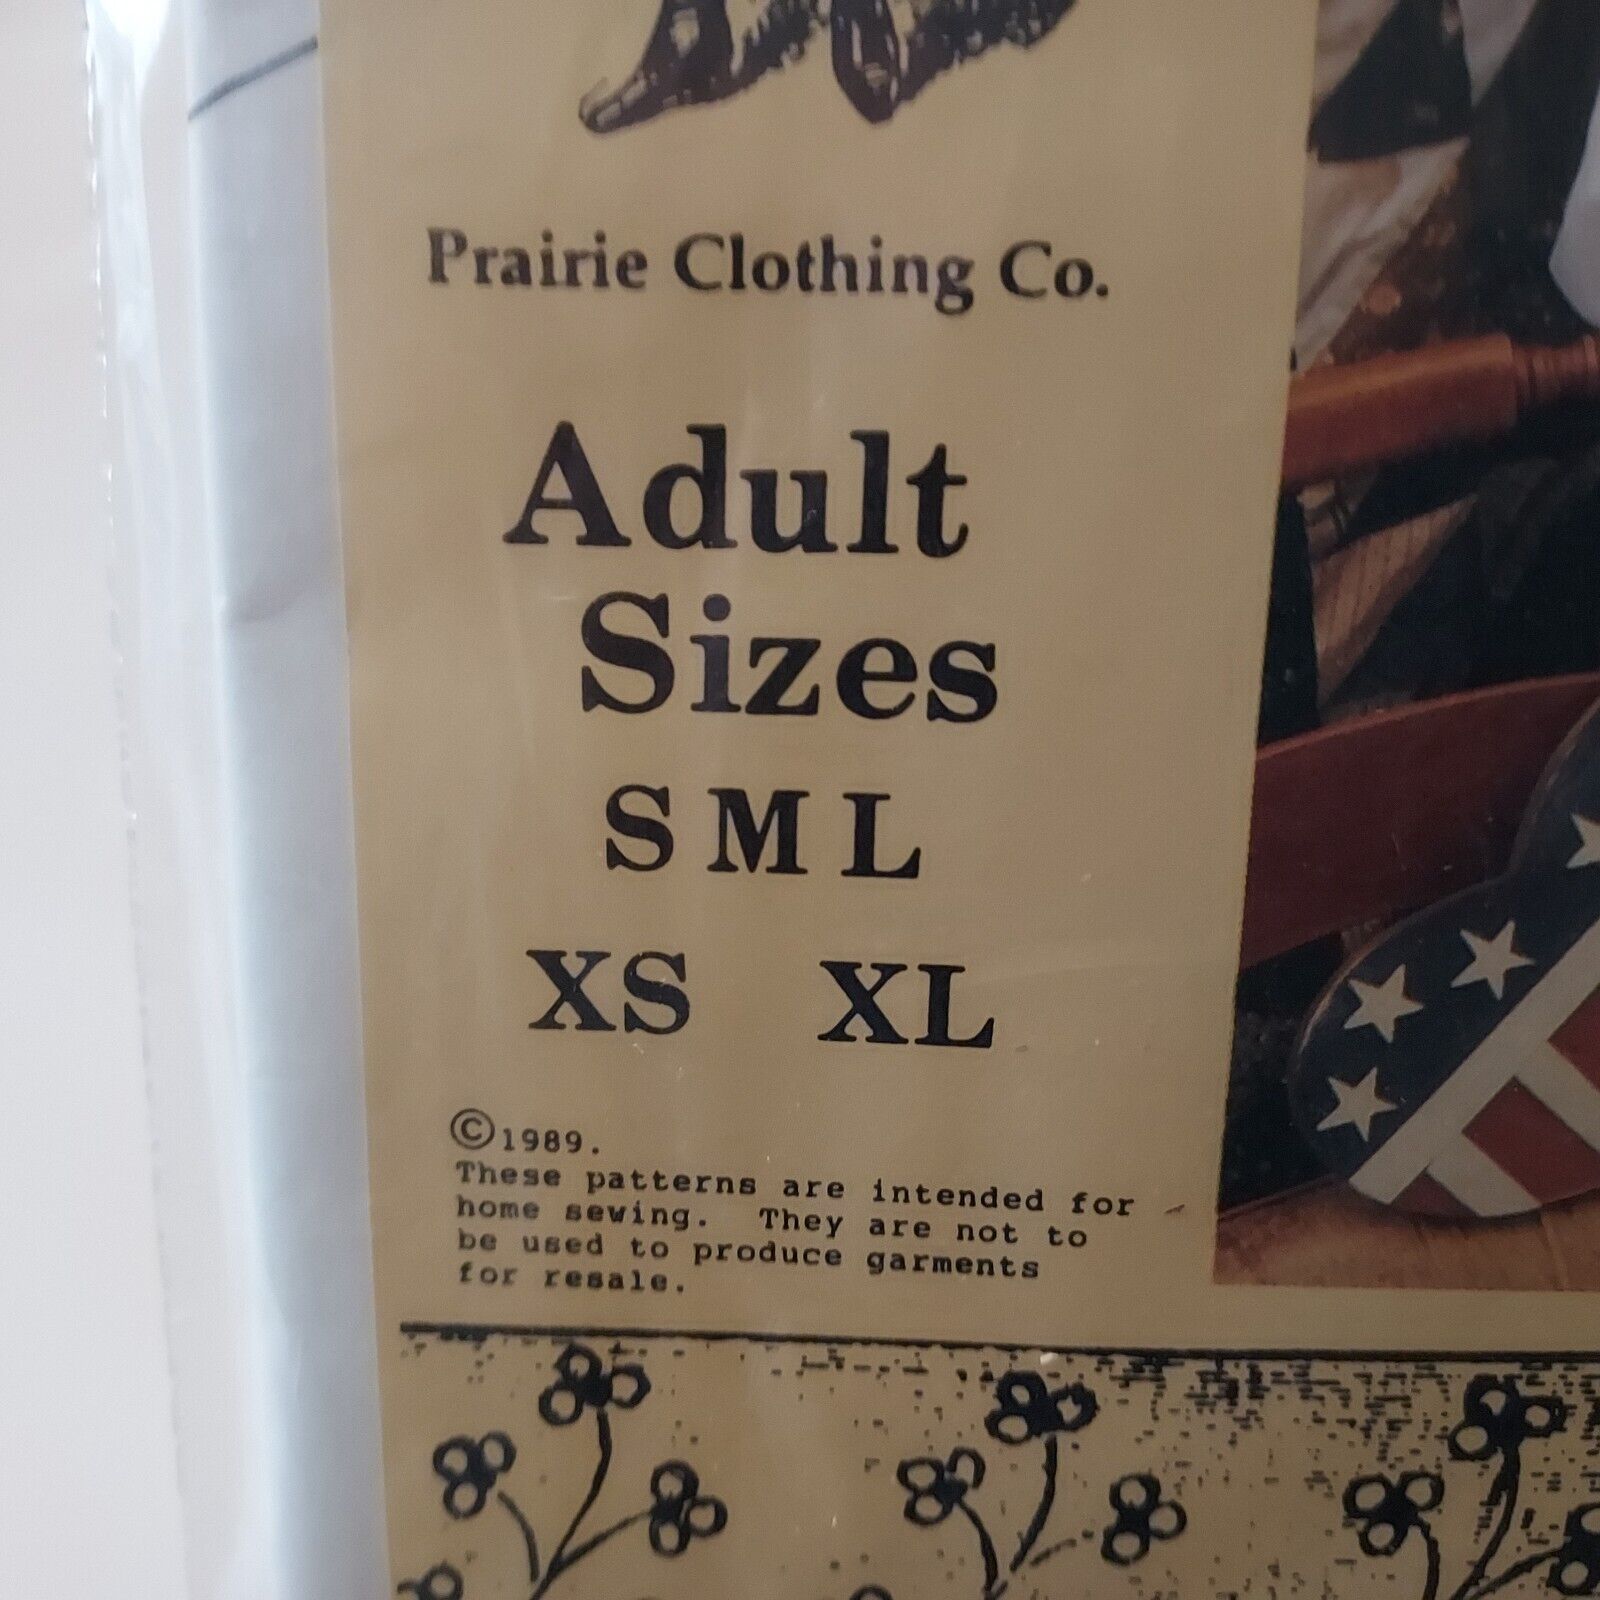 Prairie Clothing Co.
Adult
Sizes
S M L
XS XL
©1989.
These patterns are intended for
home sewing. They are not to
be used to produce garments
for resale.